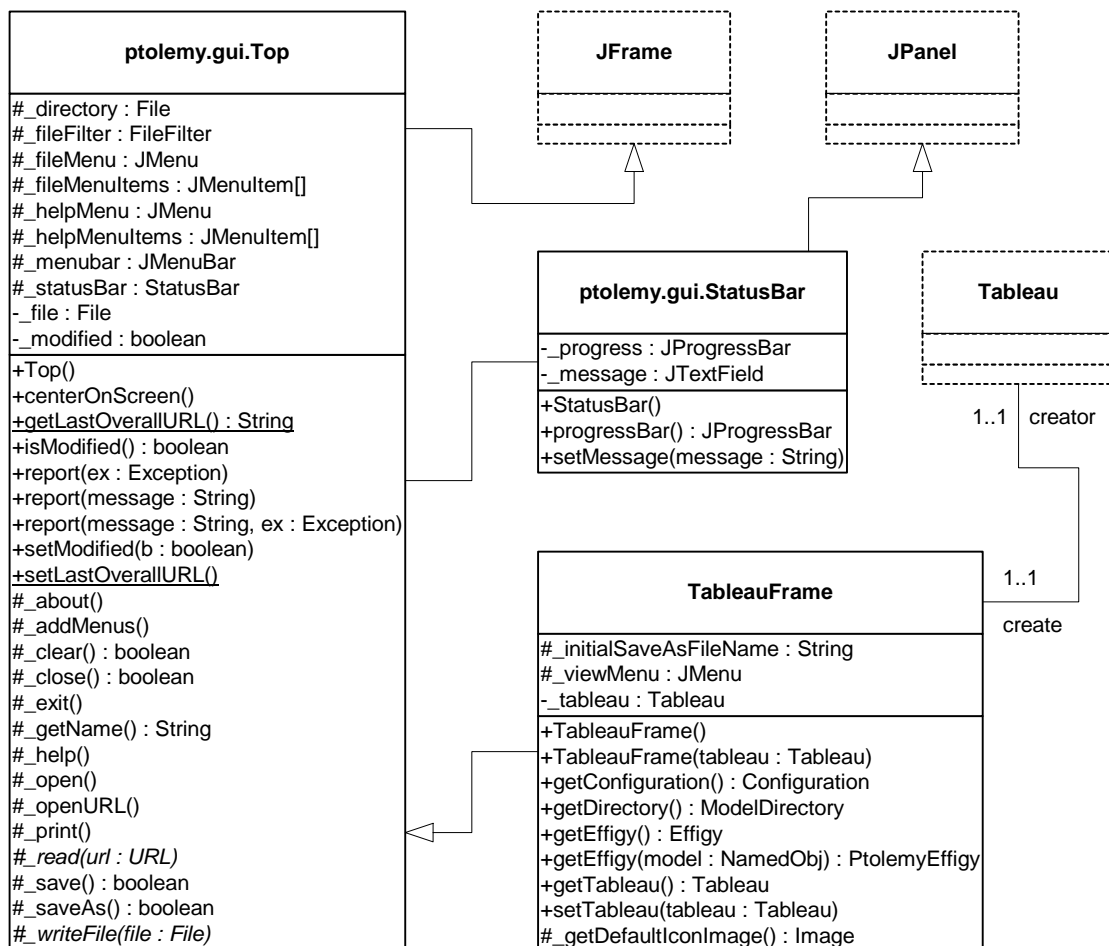 ptolemy.gui.Top
#_directory : File
#_fileFilter : FileFilter
#_fileMenu : JMenu
#_fileMenuItems : JMenuItem[]
#_helpMenu : JMenu
#_helpMenuItems : JMenuItem[]
#_menubar : JMenuBar
#_statusBar : StatusBar
-_file : File
-_modified : boolean
+Top()
+centerOnScreen()
+getLastOverallURL() : String
+isModified() : boolean
+report(ex : Exception)
+report(message : String)
+report(message : String, ex : Exception)
+setModified(b : boolean)
+setLastOverallURL()
#_about()
#_addMenus()
#_clear() : boolean
#_close() : boolean
#_exit()
#_getName() : String
#_help()
#_open()
#_openURL()
#_print()
#_read(url : URL)
#_save() : boolean
#_saveAs() : boolean
#_writeFile(file : File)
JFrame
JPanel
ptolemy.gui.StatusBar
-_progress : JProgressBar
-_message : JTextField
+StatusBar()
+progressBar() : JProgressBar
+setMessage(message : String)
Tableau
1..1 creator
1..1
create
TableauFrame
#_initialSaveAsFileName : String
#_viewMenu : JMenu
-_tableau : Tableau
+TableauFrame()
+TableauFrame(tableau : Tableau)
+getConfiguration() : Configuration
+getDirectory() : ModelDirectory
+getEffigy() : Effigy
+getEffigy(model : NamedObj) : PtolemyEffigy
+getTableau() : Tableau
+setTableau(tableau : Tableau)
#_getDefaultIconImage() : Image